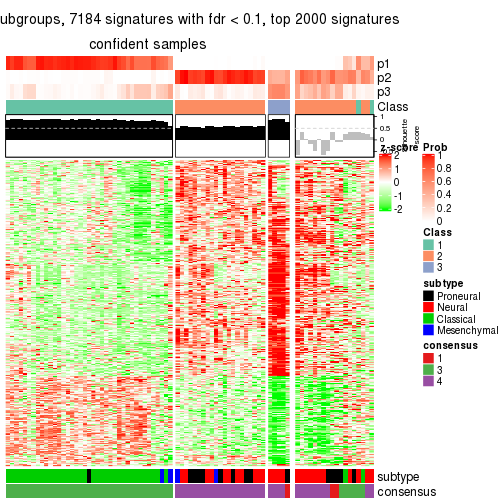 ubgroups, 7184 signatures with fdr < 0.1, top 2000 signatures
confident samples
p1
p2
p3
Class
1
0.5
0
score
z-score
2
1
0
-1
-2
Prob
1
0.8
0.6
0.4
0.2
0
Class
1
2
3
subtype
Proneural
Neural
Classical
Mesenchymal
consensus
1
3
4
subtype
consensus